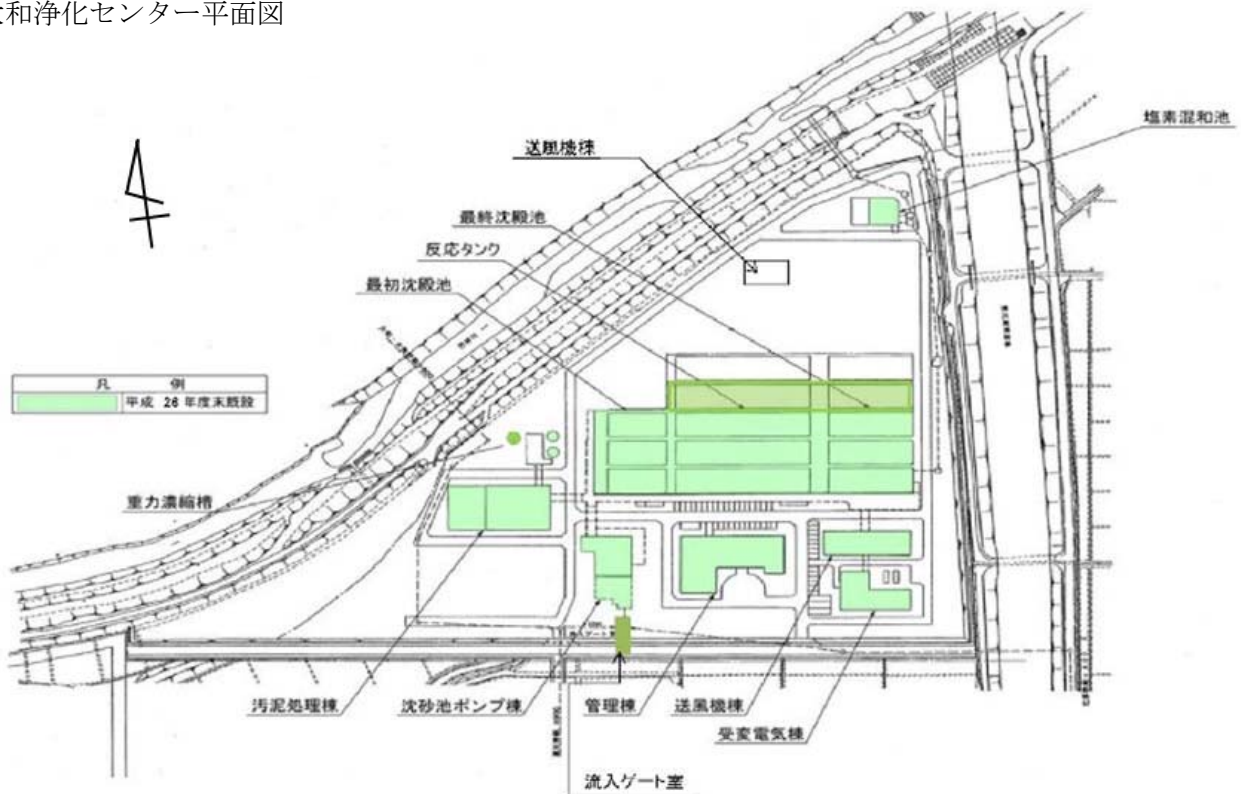 和浄化センター平面図
塩素混和池
送風機棟
最終沈殿池
反応タンク
最初沈殿池
凡 例
平成 26 年度末既設
重力濃縮槽
汚泥処理棟
沈砂池ポンプ棟
管理棟
送風機棟
受変電気棟
流入ゲート室